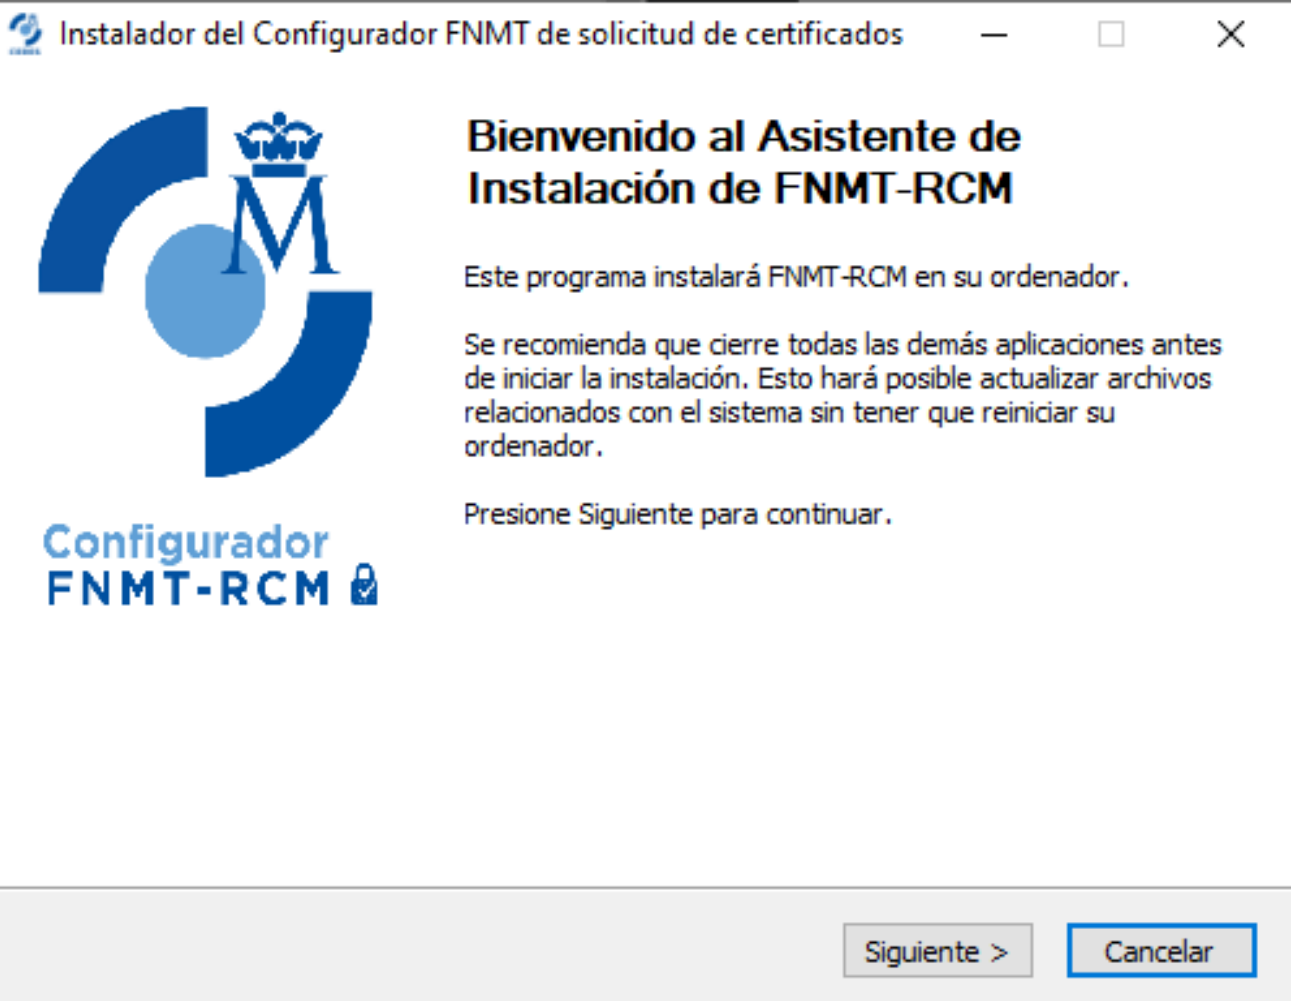 Instalador del Configurador FNMT de solicitud de certificados
Bienvenido al Asistente de
Instalación de FNMT-RCM
Este programa instalará FNMT-RCM en su ordenador.
Se recomienda que cierre todas las demás aplicaciones antes
de iniciar la instalación. Esto hará posible actualizar archivos
relacionados con el sistema sin tener que reiniciar su
ordenador.
Presione Siguiente para continuar.
M
Configurador
FNMT-RCM
Siguiente >
Cancelar